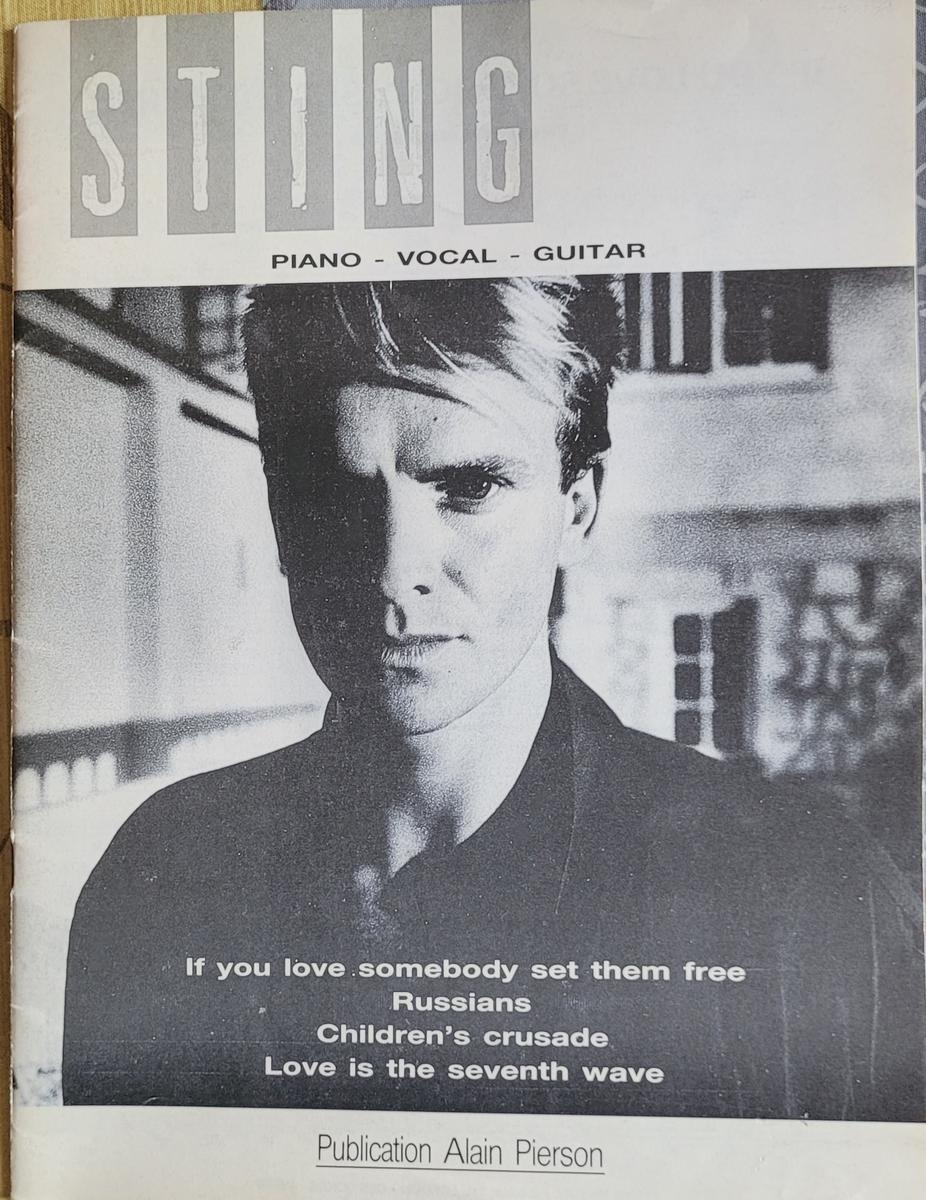 STING
PIANO - VOCAL - GUITAR
If you love somebody set them free
Russians
Children's crusade
Love is the seventh wave
Publication Alain Pierson